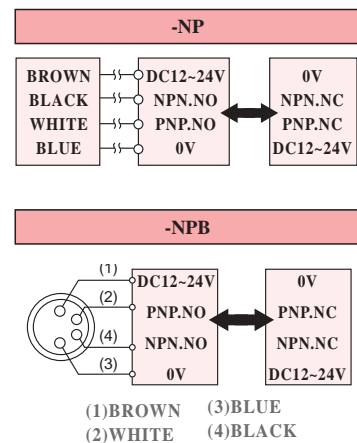 -NP
BROWN DC12~24V 0V
BLACK NPN.NO NPN.NC
WHITE PNP.NO PNP.NC
BLUE 0V DC12~24V
-NPB
(1) DC12~24V 0V
(2) PNP.NO PNP.NC
(4) NPN.NO NPN.NC
(3) 0V DC12~24V
(1)BROWN (3)BLUE
(2)WHITE (4)BLACK